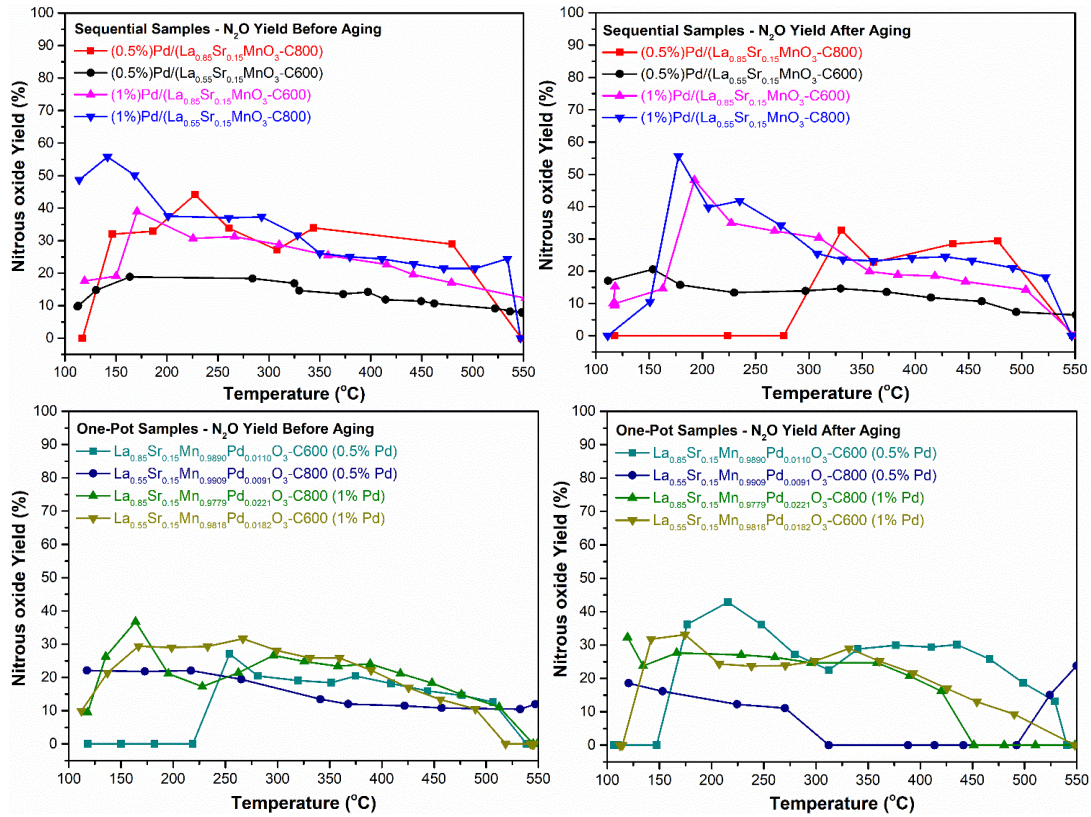 Sequential Samples - N₂O Yield Before Aging
(0.5%)Pd/(La₀.₈₅Sr₀.₁₅MnO₃-C800)
(0.5%)Pd/(La₀.₅₅Sr₀.₁₅MnO₃-C600)
(1%)Pd/(La₀.₈₅Sr₀.₁₅MnO₃-C600)
(1%)Pd/(La₀.₅₅Sr₀.₁₅MnO₃-C800)
Nitrous oxide Yield (%)
100
90
80
70
60
50
40
30
20
10
0
100 150 200 250 300 350 400 450 500 550
Temperature (°C)
Sequential Samples - N₂O Yield After Aging
(0.5%)Pd/(La₀.₈₅Sr₀.₁₅MnO₃-C800)
(0.5%)Pd/(La₀.₅₅Sr₀.₁₅MnO₃-C600)
(1%)Pd/(La₀.₈₅Sr₀.₁₅MnO₃-C600)
(1%)Pd/(La₀.₅₅Sr₀.₁₅MnO₃-C800)
Nitrous oxide Yield (%)
100
90
80
70
60
50
40
30
20
10
0
100 150 200 250 300 350 400 450 500 550
Temperature (°C)
One-Pot Samples - N₂O Yield Before Aging
La₀.₈₅Sr₀.₁₅Mn₀.₉₈₉₀Pd₀.₀₁₁₀O₃-C600 (0.5% Pd)
La₀.₅₅Sr₀.₁₅Mn₀.₉₉₀₉Pd₀.₀₀₉₁O₃-C800 (0.5% Pd)
La₀.₈₅Sr₀.₁₅Mn₀.₉₇₇₉Pd₀.₀₂₂₁O₃-C800 (1% Pd)
La₀.₅₅Sr₀.₁₅Mn₀.₉₈₁₈Pd₀.₀₁₈₂O₃-C600 (1% Pd)
Nitrous oxide Yield (%)
100
90
80
70
60
50
40
30
20
10
0
100 150 200 250 300 350 400 450 500 550
Temperature (°C)
One-Pot Samples - N₂O Yield After Aging
La₀.₈₅Sr₀.₁₅Mn₀.₉₈₉₀Pd₀.₀₁₁₀O₃-C600 (0.5% Pd)
La₀.₅₅Sr₀.₁₅Mn₀.₉₉₀₉Pd₀.₀₀₉₁O₃-C800 (0.5% Pd)
La₀.₈₅Sr₀.₁₅Mn₀.₉₇₇₉Pd₀.₀₂₂₁O₃-C800 (1% Pd)
La₀.₅₅Sr₀.₁₅Mn₀.₉₈₁₈Pd₀.₀₁₈₂O₃-C600 (1% Pd)
Nitrous oxide Yield (%)
100
90
80
70
60
50
40
30
20
10
0
100 150 200 250 300 350 400 450 500 550
Temperature (°C)